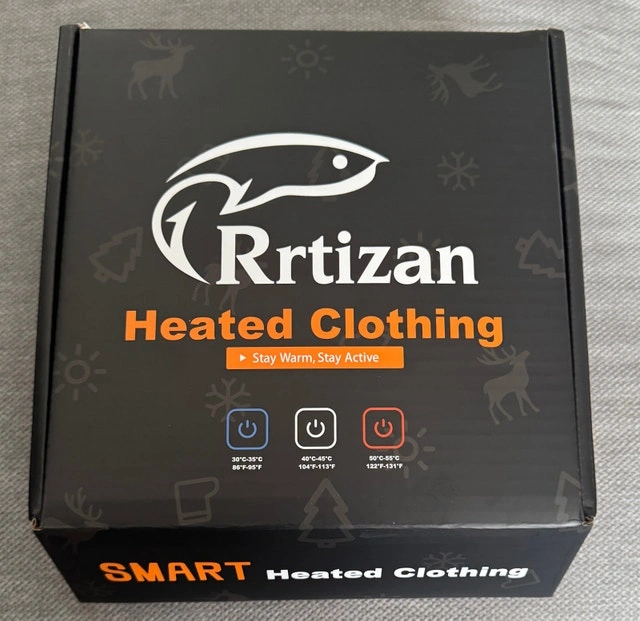 Rrtizan
Heated Clothing
Stay Warm, Stay Active
30°C-35°C 40°C-45°C 50°C-55°C
86°F-95°F 104°F-113°F 122°F-131°F
SMART Heated Clothing